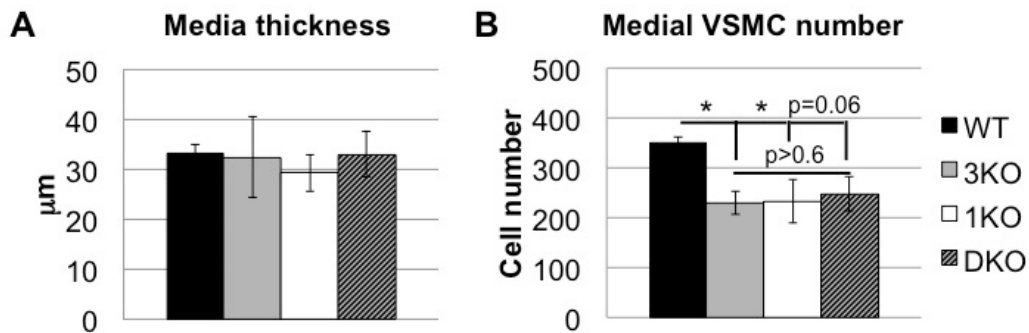 A Media thickness
μm
50
40
30
20
10
0
B Medial VSMC number
Cell number
500
400
300
200
100
0
* * p=0.06
p>0.6
WT
3KO
1KO
DKO